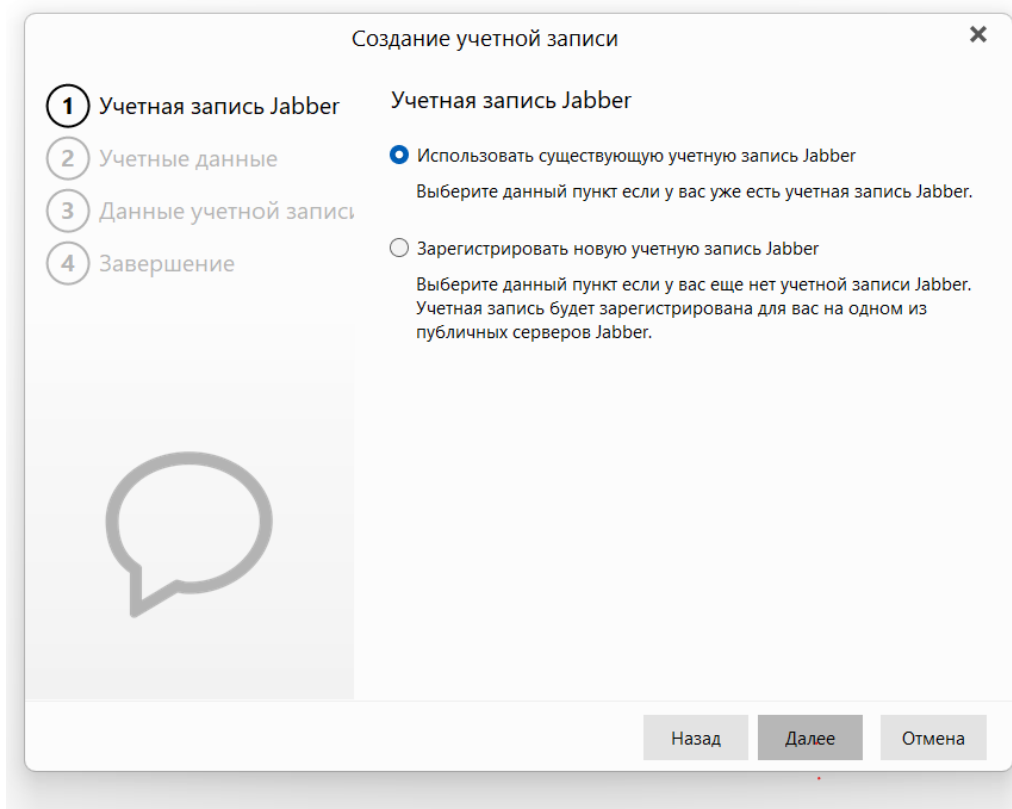 Создание учетной записи
1 Учетная запись Jabber
2 Учетные данные
3 Данные учетной записи
4 Завершение
Учетная запись Jabber
Использовать существующую учетную запись Jabber
Выберите данный пункт если у вас уже есть учетная запись Jabber.
Зарегистрировать новую учетную запись Jabber
Выберите данный пункт если у вас еще нет учетной записи Jabber.
Учетная запись будет зарегистрирована для вас на одном из
публичных серверов Jabber.
Назад
Далее
Отмена